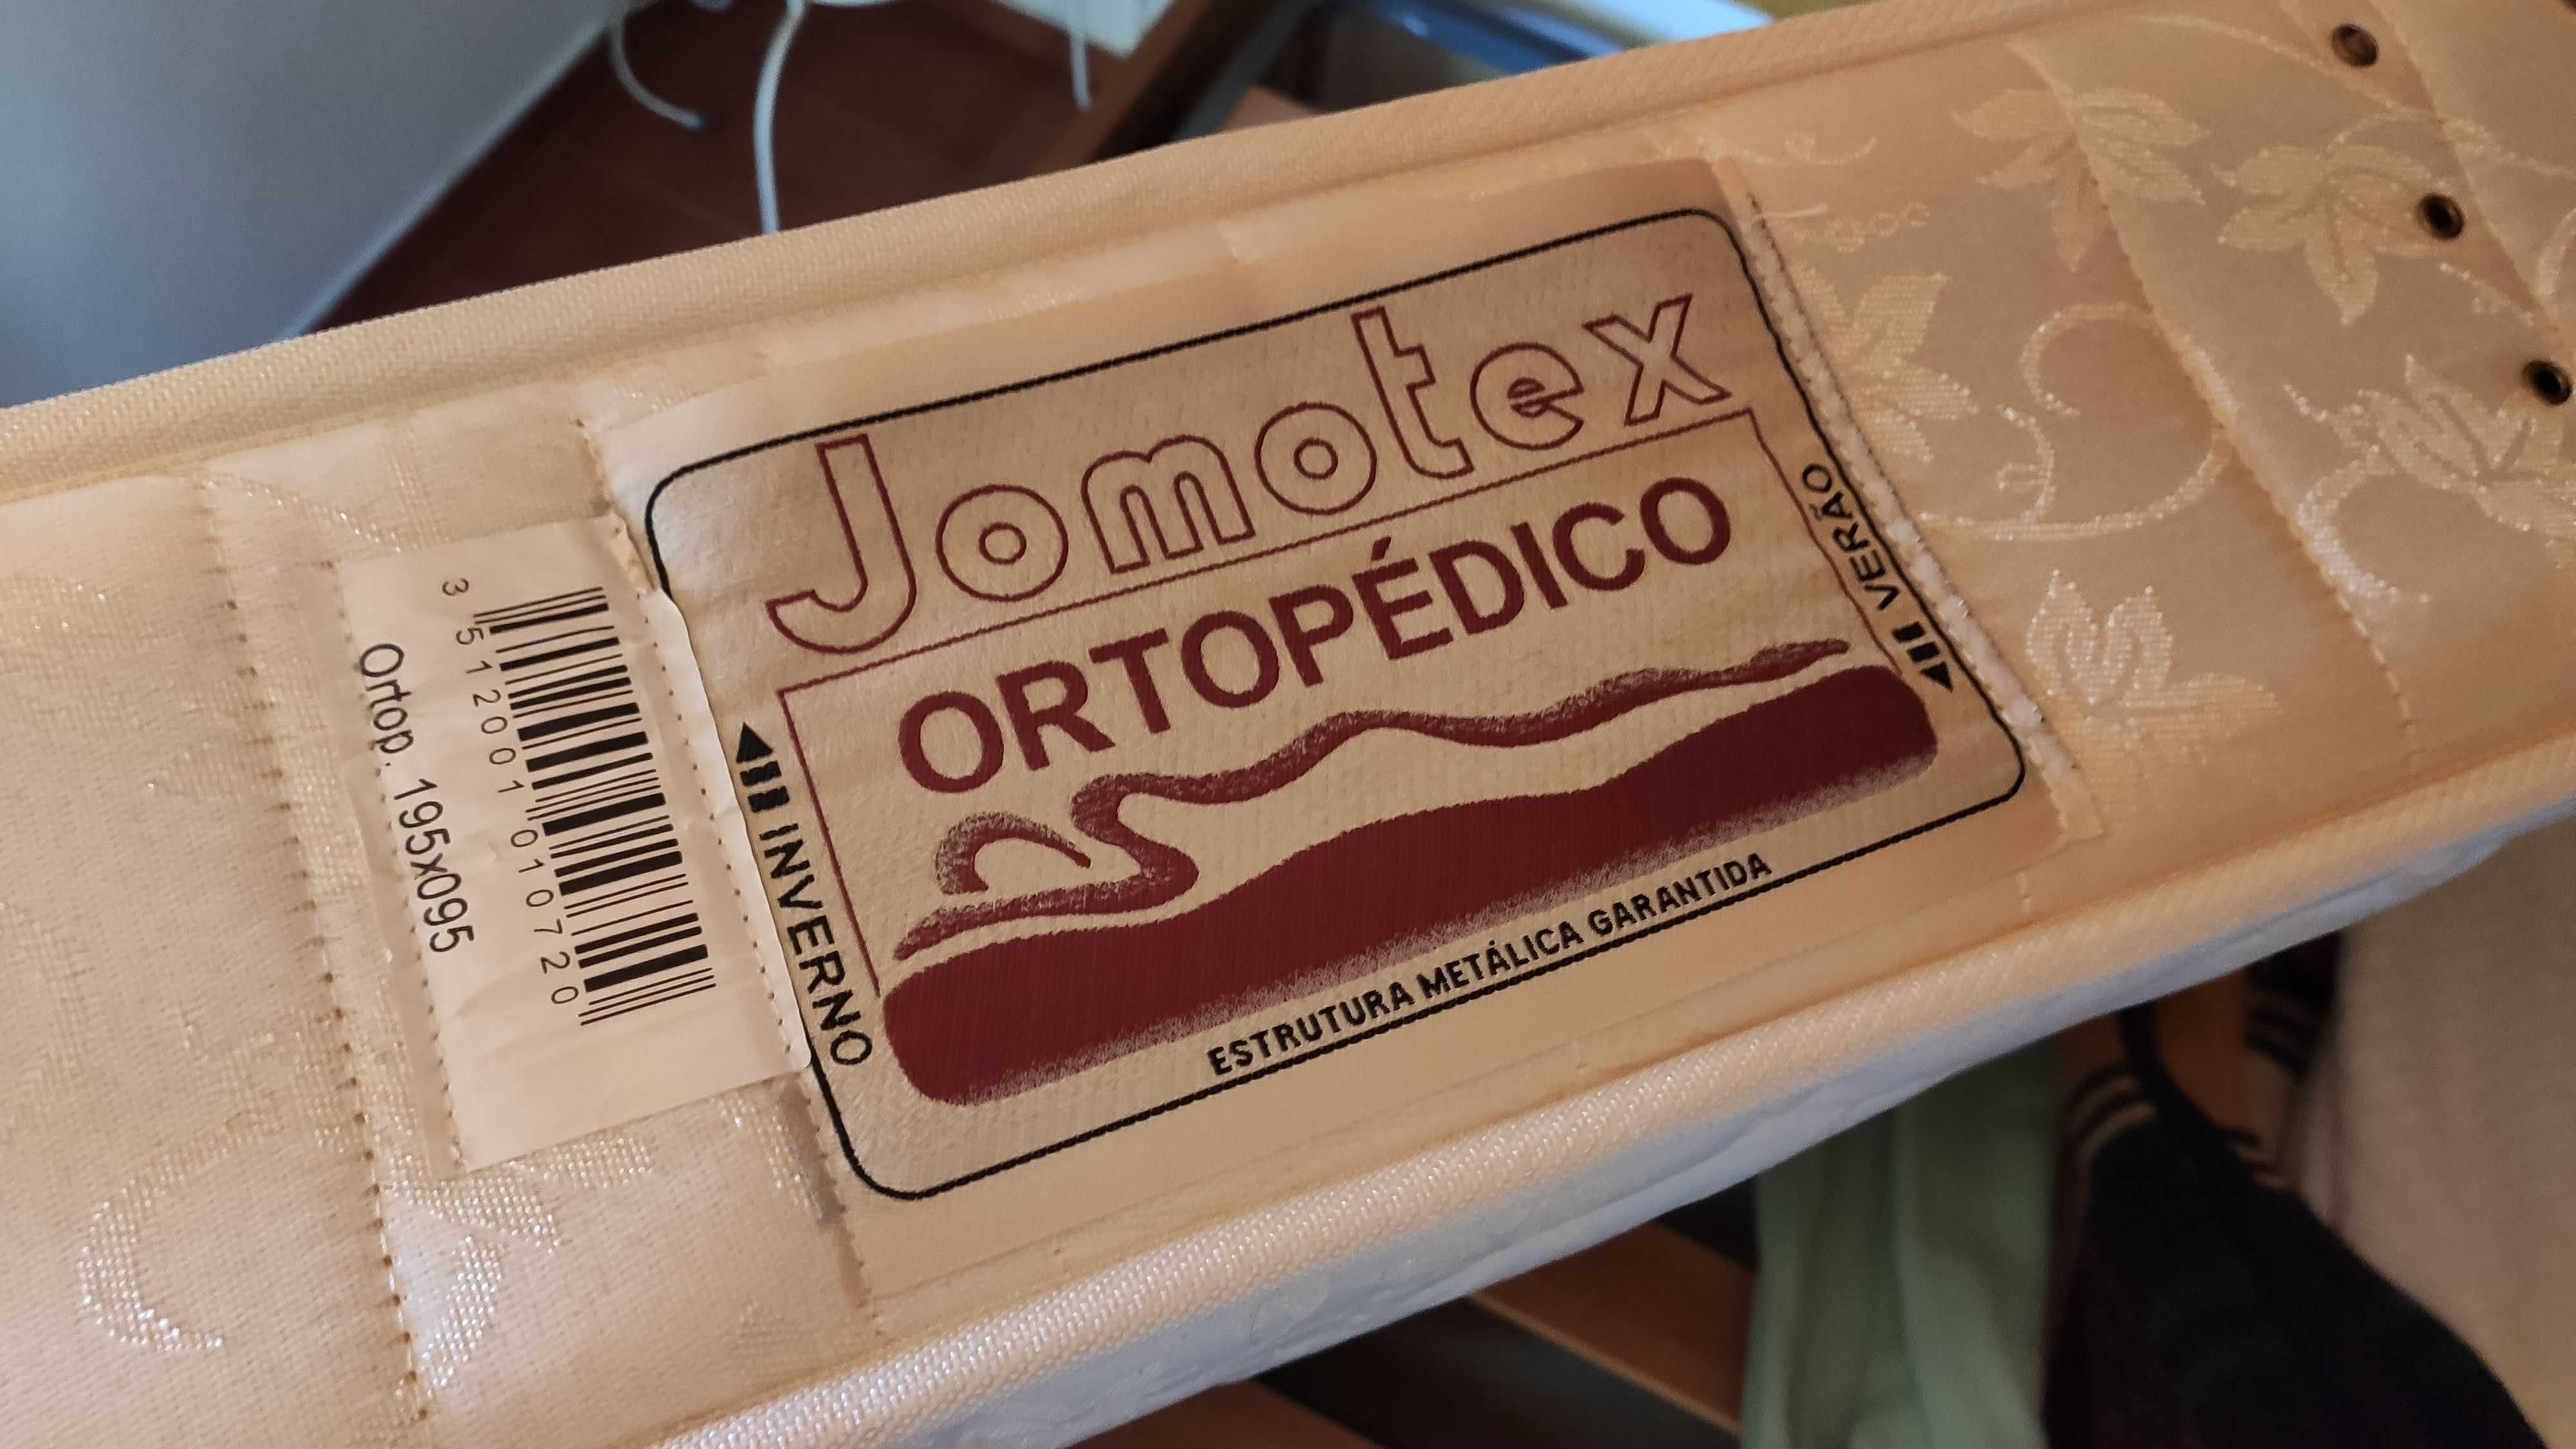 Jomotex
ORTOPÉDICO
VERÃO
INVERNO
ESTRUTURA METÁLICA GARANTIDA
3 512001 010720
Ortop. 195x095